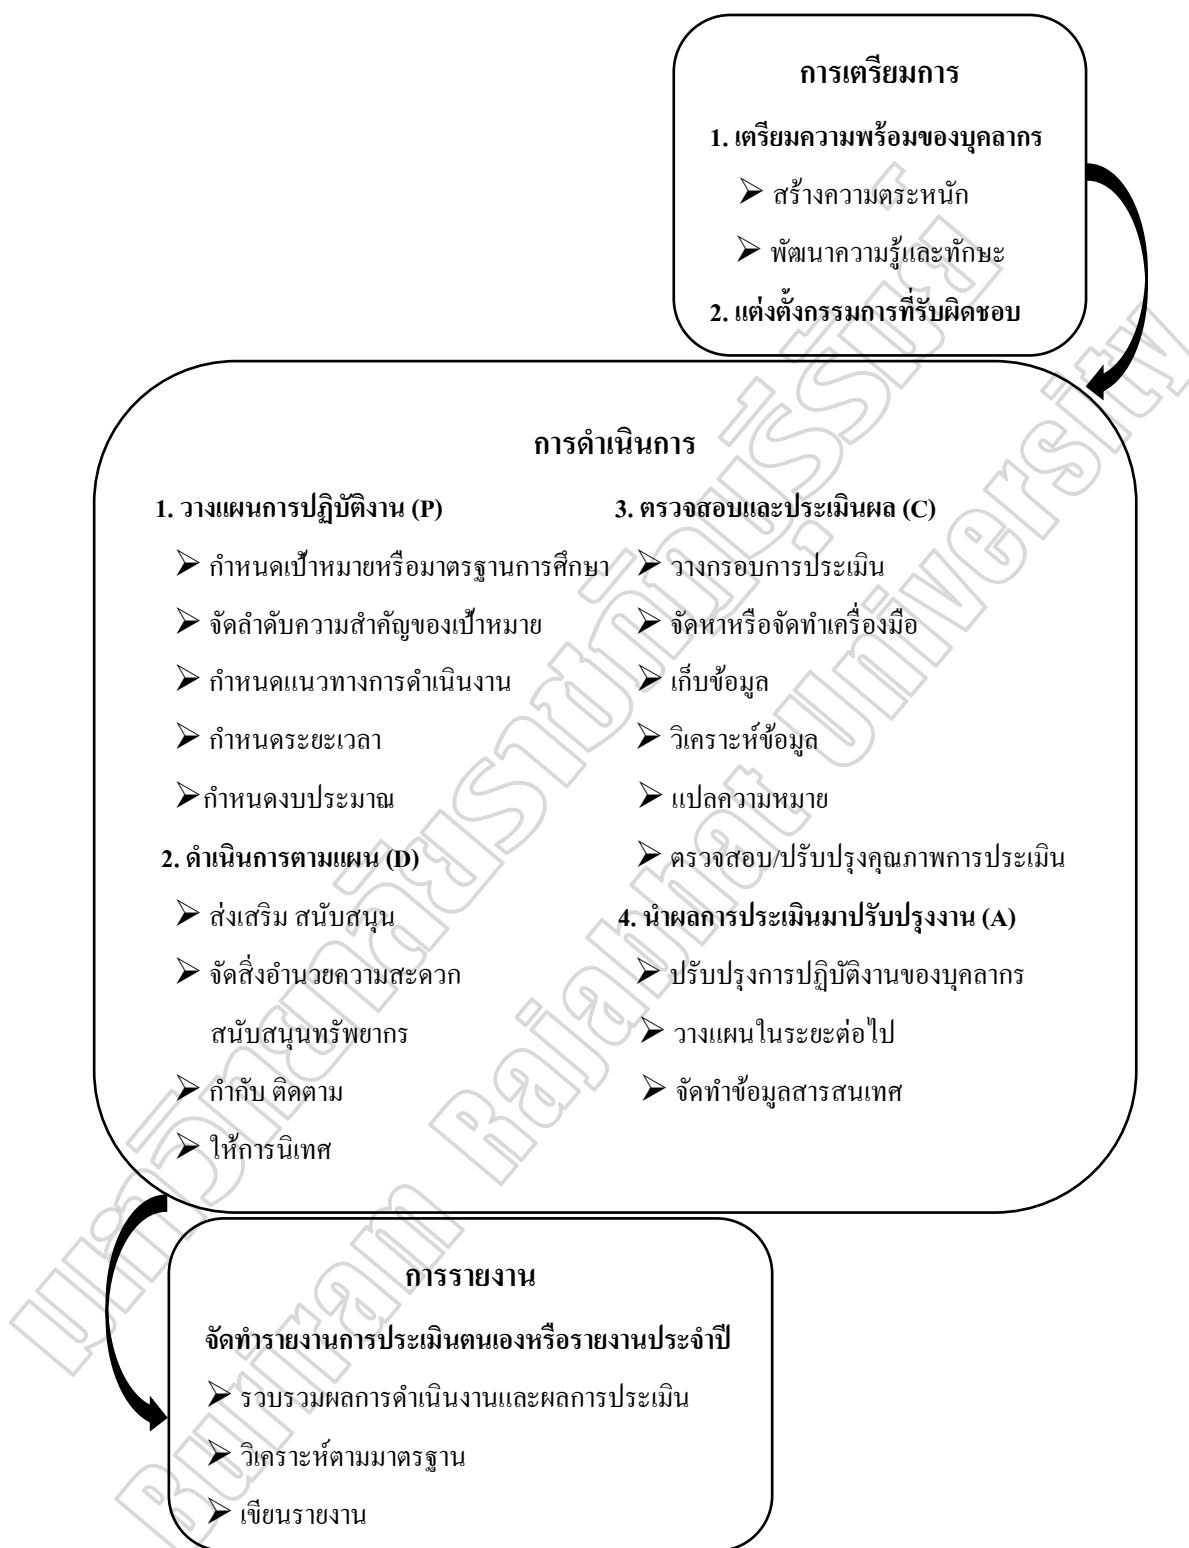 การเตรียมการ
1. เตรียมความพร้อมของบุคลากร
➢ สร้างความตระหนัก
➢ พัฒนาความรู้และทักษะ
2. แต่งตั้งกรรมการที่รับผิดชอบ
การดำเนินการ
1. วางแผนการปฏิบัติงาน (P)
➢ กำหนดเป้าหมายหรือมาตรฐานการศึกษา
➢ จัดลำดับความสำคัญของเป้าหมาย
➢ กำหนดแนวทางการดำเนินงาน
➢ กำหนดระยะเวลา
➢กำหนดงบประมาณ
2. ดำเนินการตามแผน (D)
➢ ส่งเสริม สนับสนุน
➢ จัดสิ่งอำนวยความสะดวก
สนับสนุนทรัพยากร
➢ กำกับ ติดตาม
➢ ให้การนิเทศ
3. ตรวจสอบและประเมินผล (C)
➢ วางกรอบการประเมิน
➢ จัดหาหรือจัดทำเครื่องมือ
➢ เก็บข้อมูล
➢ วิเคราะห์ข้อมูล
➢ แปลความหมาย
➢ ตรวจสอบ/ปรับปรุงคุณภาพการประเมิน
4. นำผลการประเมินมาปรับปรุงงาน (A)
➢ ปรับปรุงการปฏิบัติงานของบุคลากร
➢ วางแผนในระยะต่อไป
➢ จัดทำข้อมูลสารสนเทศ
การรายงาน
จัดทำรายงานการประเมินตนเองหรือรายงานประจำปี
➢ รวบรวมผลการดำเนินงานและผลการประเมิน
➢ วิเคราะห์ตามมาตรฐาน
➢ เขียนรายงาน
มหาวิทยาลัยราชภัฏบุรีรัมย์
Buriram Rajabhat University